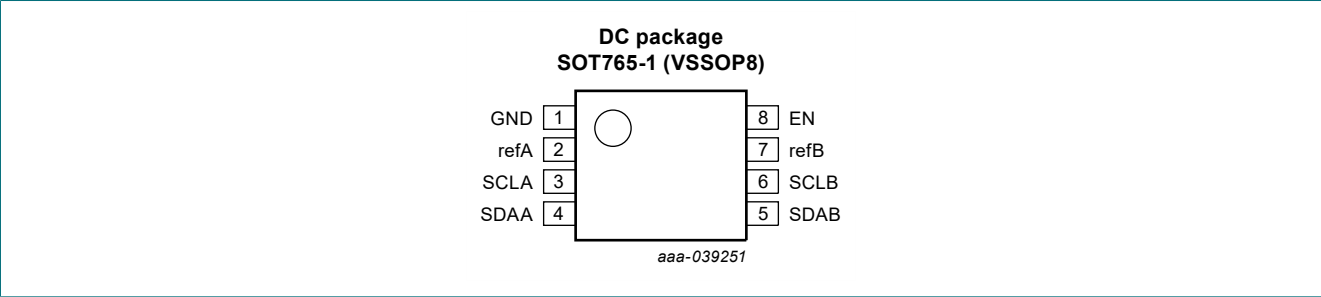 DC package
SOT765-1 (VSSOP8)
GND 1 8 EN
refA 2 7 refB
SCLA 3 6 SCLB
SDAA 4 5 SDAB
aaa-039251